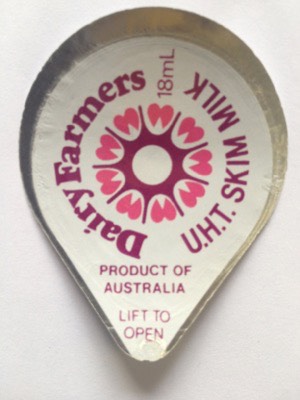 Dairy Farmers
18mL
U.H.T. SKIM MILK
PRODUCT OF
AUSTRALIA
LIFT TO
OPEN